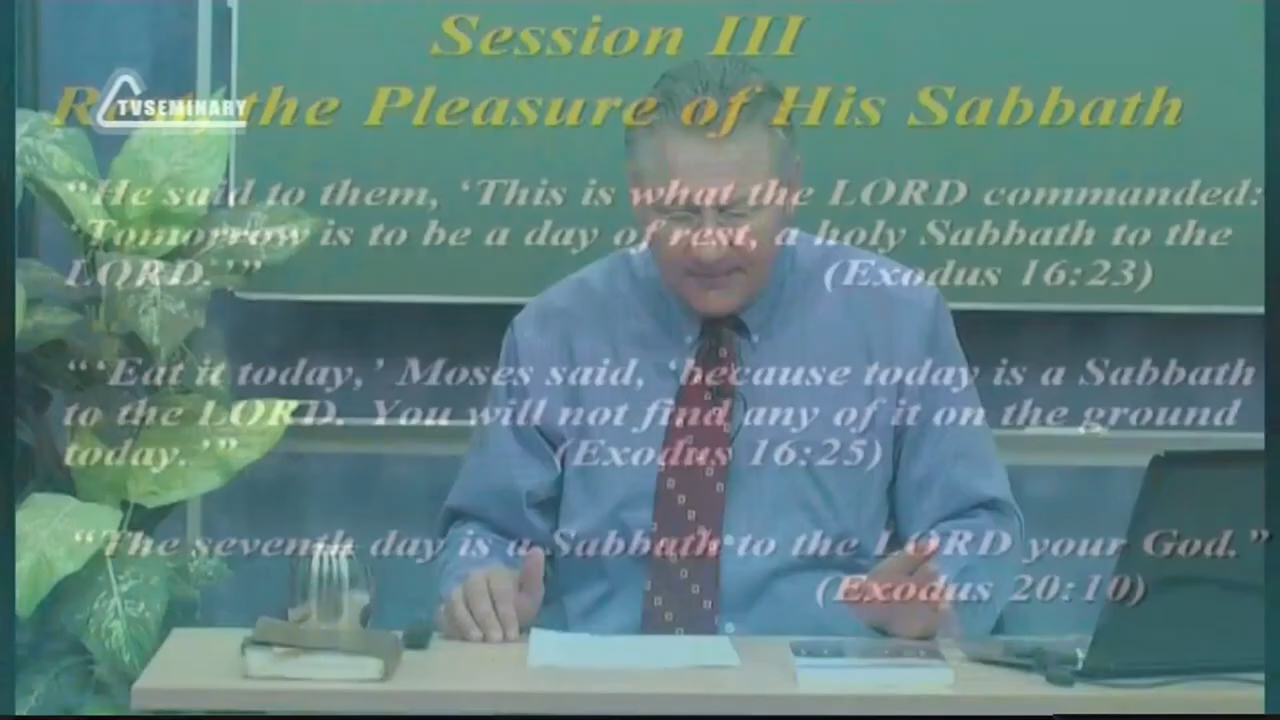 Session III
TVSEMINARY
the Pleasure of His Sabbath
“He said to them, ‘This is what the LORD commanded:
‘Tomorrow is to be a day of rest, a holy Sabbath to the
LORD.’”
(Exodus 16:23)
“‘Eat it today,’ Moses said, ‘because today is a Sabbath
to the LORD. You will not find any of it on the ground
today.’”
(Exodus 16:25)
“The seventh day is a Sabbath to the LORD your God.”
(Exodus 20:10)